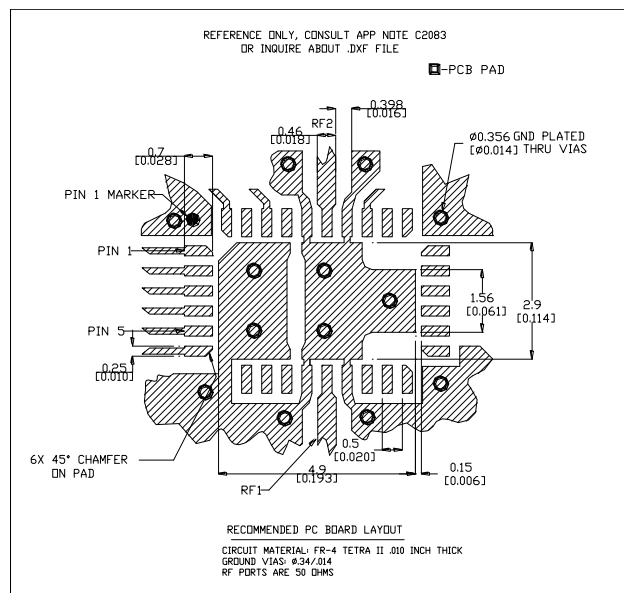 REFERENCE ONLY, CONSULT APP NOTE C2083
OR INQUIRE ABOUT .DXF FILE
-PCB PAD
0.398
[0.016]
RF2
0.46
[0.018]
0.7
[0.028]
Ø0.356 GND PLATED
[Ø0.014] THRU VIAS
PIN 1 MARKER
PIN 1
1.56
[0.061]
2.9
[0.114]
PIN 5
0.25
[0.010]
6X 45° CHAMFER
ON PAD
RF1
4.9
[0.193]
0.5
[0.020]
0.15
[0.006]
RECOMMENDED PC BOARD LAYOUT
CIRCUIT MATERIAL: FR-4 TETRA II .010 INCH THICK
GROUND VIAS: Ø.34/.014
RF PORTS ARE 50 OHMS